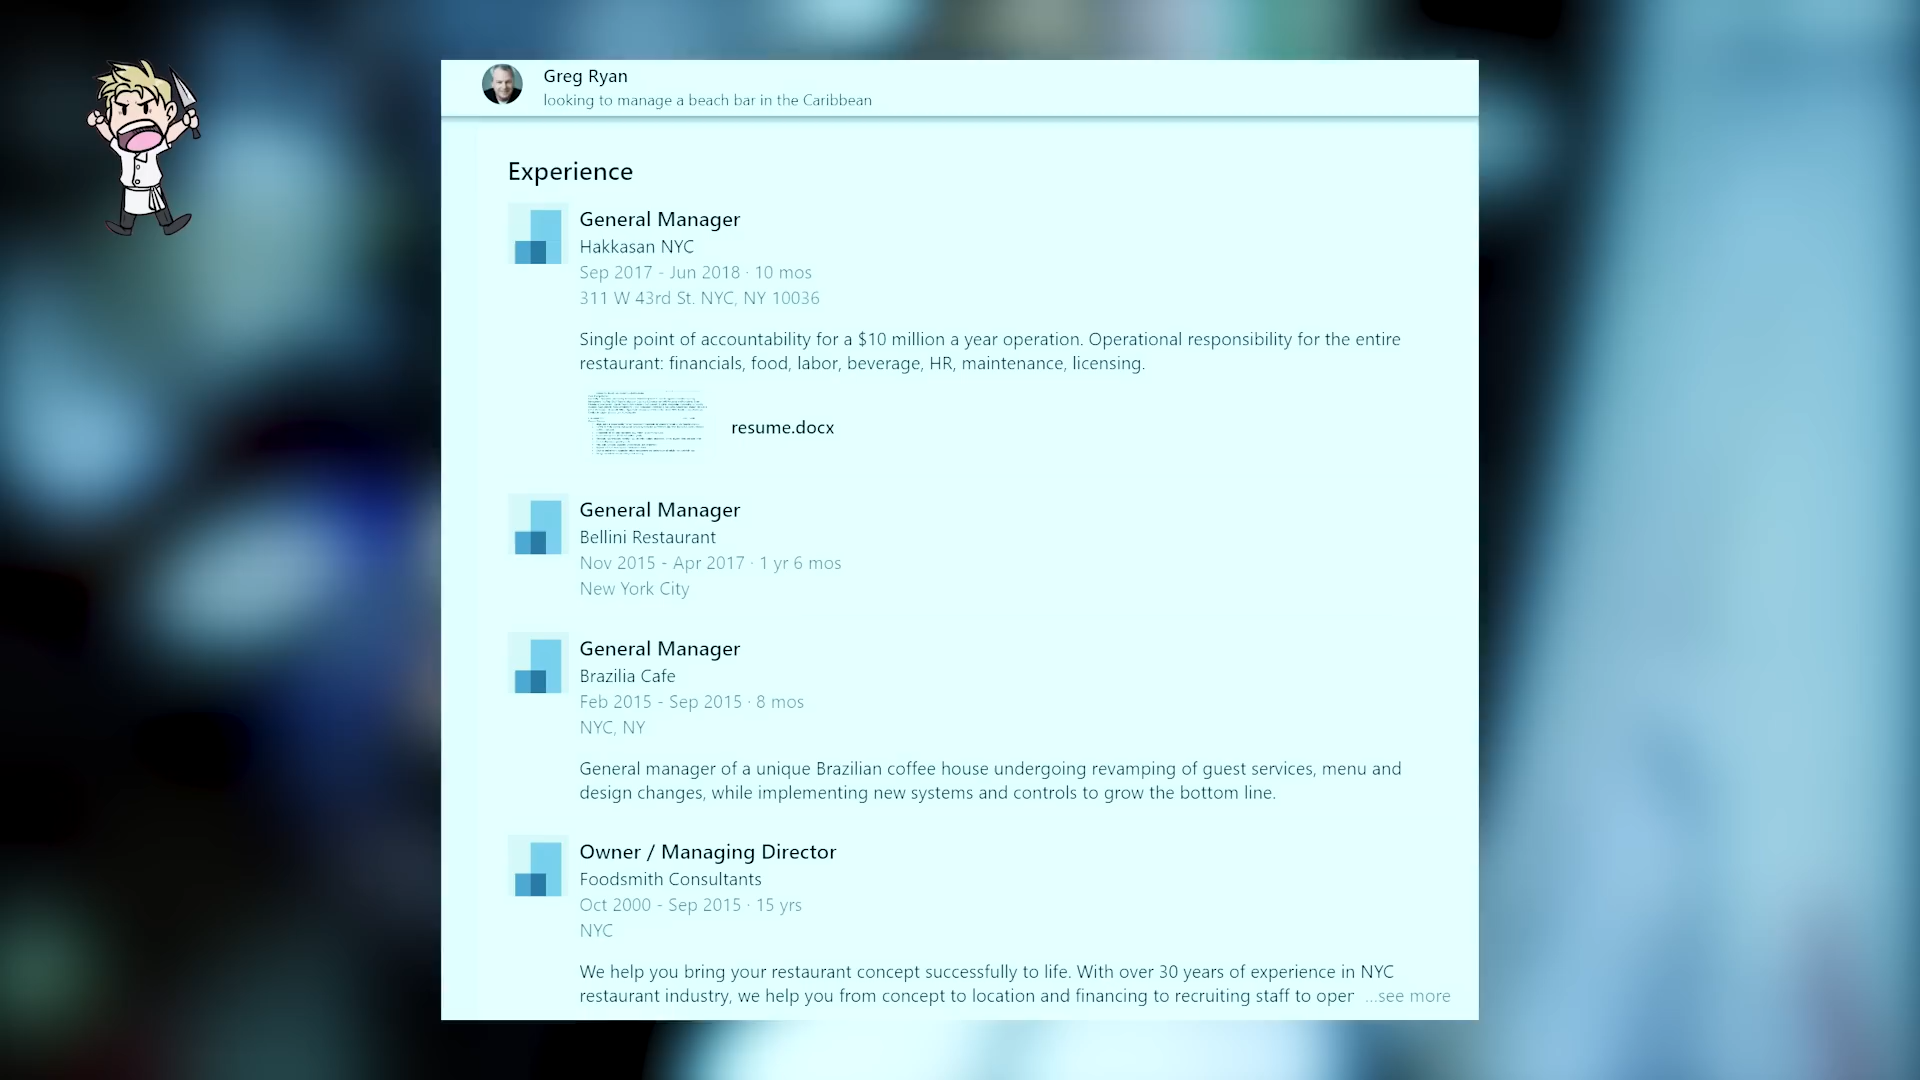 Greg Ryan
looking to manage a beach bar in the Caribbean
Experience
General Manager
Hakkasan NYC
Sep 2017 - Jun 2018 · 10 mos
311 W 43rd St. NYC, NY 10036
Single point of accountability for a $10 million a year operation. Operational responsibility for the entire
restaurant: financials, food, labor, beverage, HR, maintenance, licensing.
resume.docx
General Manager
Bellini Restaurant
Nov 2015 - Apr 2017 · 1 yr 6 mos
New York City
General Manager
Brazilia Cafe
Feb 2015 - Sep 2015 · 8 mos
NYC, NY
General manager of a unique Brazilian coffee house undergoing revamping of guest services, menu and
design changes, while implementing new systems and controls to grow the bottom line.
Owner / Managing Director
Foodsmith Consultants
Oct 2000 - Sep 2015 · 15 yrs
NYC
We help you bring your restaurant concept successfully to life. With over 30 years of experience in NYC
restaurant industry, we help you from concept to location and financing to recruiting staff to oper ...see more